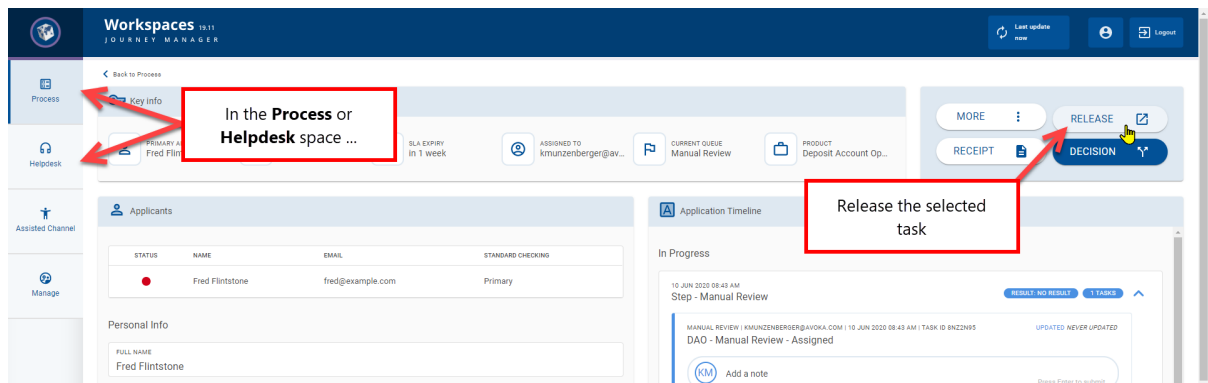 Workspaces 19.11
JOURNEY MANAGER
Last update
now
Logout
Process
Helpdesk
Assisted Channel
Manage
Back to Process
Key info
PRIMARY
Fred Flin
SLA EXPIRY
in 1 week
ASSIGNED TO
kmunzenberger@av...
CURRENT QUEUE
Manual Review
PRODUCT
Deposit Account Op...
MORE
RELEASE
RECEIPT
DECISION
In the Process or
Helpdesk space ...
Release the selected
task
Applicants
STATUS NAME EMAIL STANDARD CHECKING
Fred Flintstone fred@example.com Primary
Personal Info
FULL NAME
Fred Flintstone
Application Timeline
In Progress
10 JUN 2020 08:43 AM
Step - Manual Review
RESULT: NO RESULT 1 TASKS
MANUAL REVIEW | KMUNZENBERGER@AVOKA.COM | 10 JUN 2020 08:43 AM | TASK ID 8NZ2N95
UPDATED NEVER UPDATED
DAO - Manual Review - Assigned
KM Add a note
Press Enter to submit